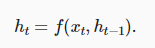 h_t = f(x_t, h_{t-1}).